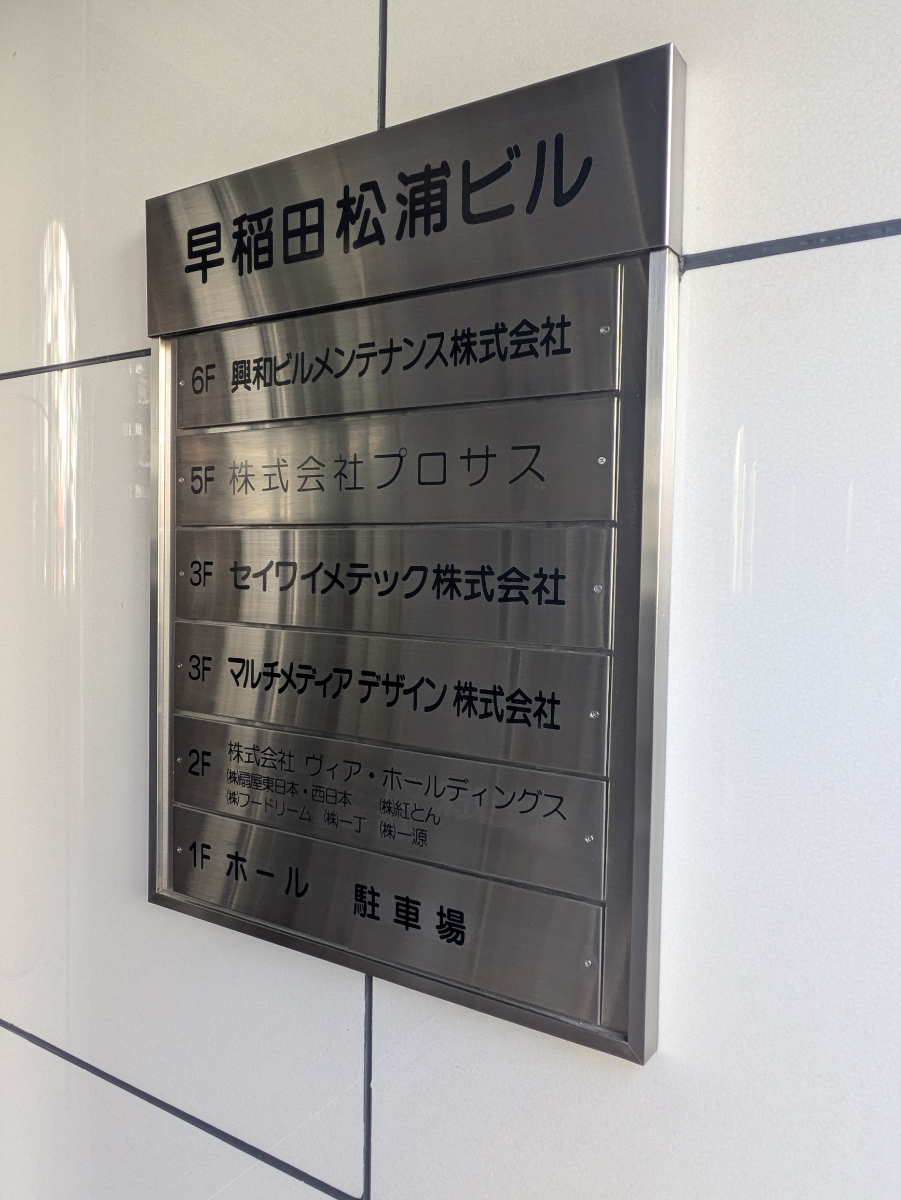 早稲田松浦ビル
6F 興和ビルメンテナンス株式会社
5F 株式会社プロサス
3F セイワイメテック株式会社
3F マルチメディア デザイン 株式会社
2F 株式会社 ヴィア・ホールディングス
㈱扇屋東日本・西日本 ㈱紅とん
㈱フードリーム ㈱一丁 ㈱一源
1F ホール 駐車場